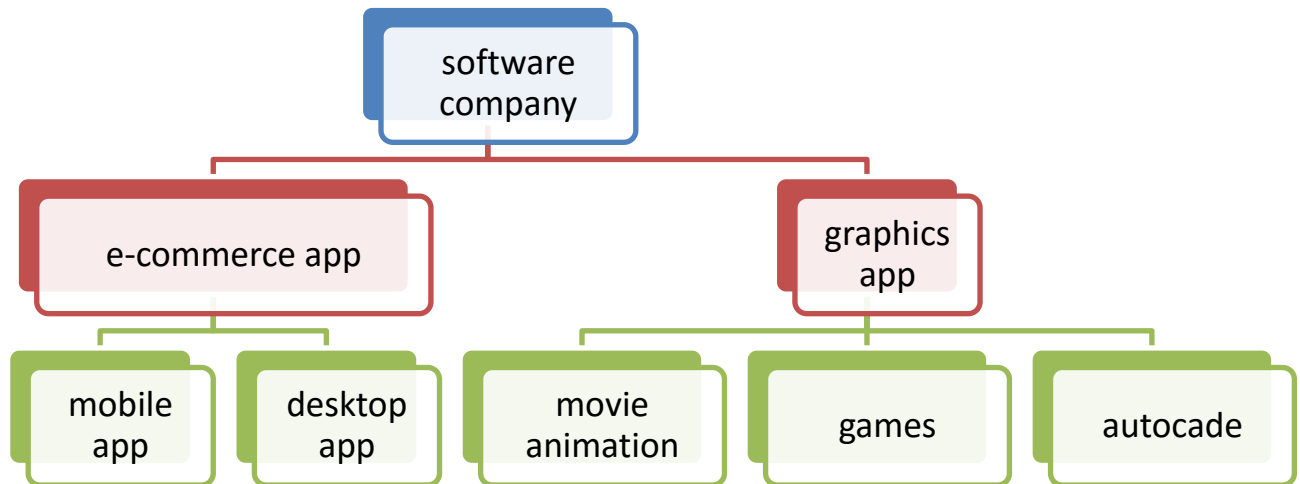 software
company
e-commerce app
graphics
app
mobile
app
desktop
app
movie
animation
games
autocade